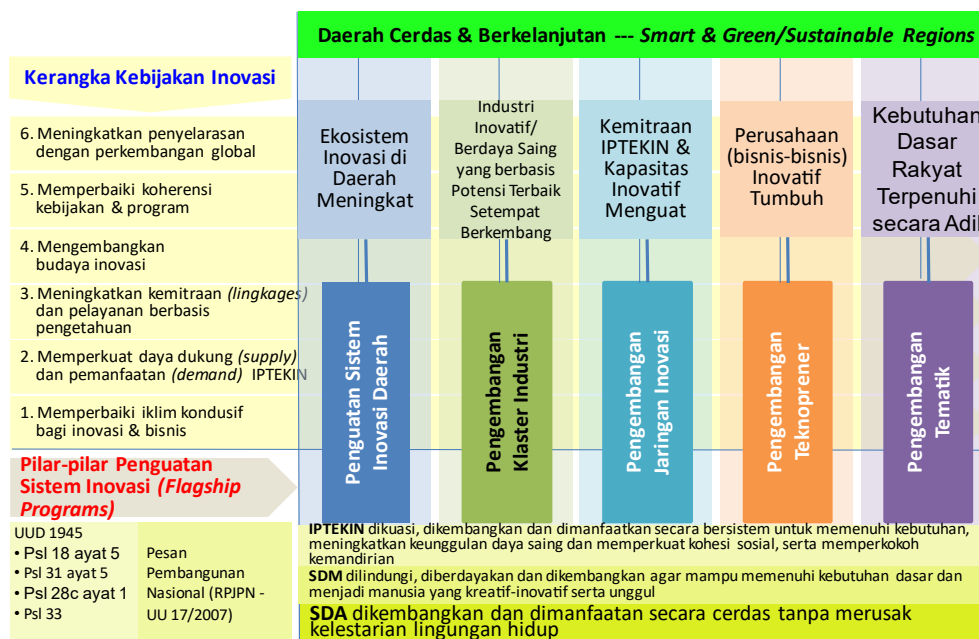 Daerah Cerdas & Berkelanjutan --- Smart & Green/Sustainable Regions
Kerangka Kebijakan Inovasi
6. Meningkatkan penyelarasan
dengan perkembangan global
5. Memperbaiki koherensi
kebijakan & program
4. Mengembangkan
budaya inovasi
3. Meningkatkan kemitraan (lingkages)
dan pelayanan berbasis
pengetahuan
2. Memperkuat daya dukung (supply)
dan pemanfaatan (demand) IPTEKIN
1. Memperbaiki iklim kondusif
bagi inovasi & bisnis
Ekosistem
Inovasi di
Daerah
Meningkat
Industri
Inovatif/
Berdaya Saing
yang berbasis
Potensi Terbaik
Setempat
Berkembang
Kemitraan
IPTEKIN &
Kapasitas
Inovatif
Menguat
Perusahaan
(bisnis-bisnis)
Inovatif
Tumbuh
Kebutuhan
Dasar
Rakyat
Terpenuhi
secara Adil
Penguatan Sistem
Inovasi Daerah
Pengembangan
Klaster Industri
Pengembangan
Jaringan Inovasi
Pengembangan
Teknoprener
Pengembangan
Tematik
Pilar-pilar Penguatan
Sistem Inovasi (Flagship
Programs)
UUD 1945
• Psl 18 ayat 5
• Psl 31 ayat 5
• Psl 28c ayat 1
• Psl 33
Pesan
Pembangunan
Nasional (RPJPN -
UU 17/2007)
IPTEKIN dikuasi, dikembangkan dan dimanfaatkan secara bersistem untuk memenuhi kebutuhan,
meningkatkan keunggulan daya saing dan memperkuat kohesi sosial, serta memperkokoh
kemandirian
SDM dilindungi, diberdayakan dan dikembangkan agar mampu memenuhi kebutuhan dasar dan
menjadi manusia yang kreatif-inovatif serta unggul
SDA dikembangkan dan dimanfaatan secara cerdas tanpa merusak
kelestarian lingungan hidup